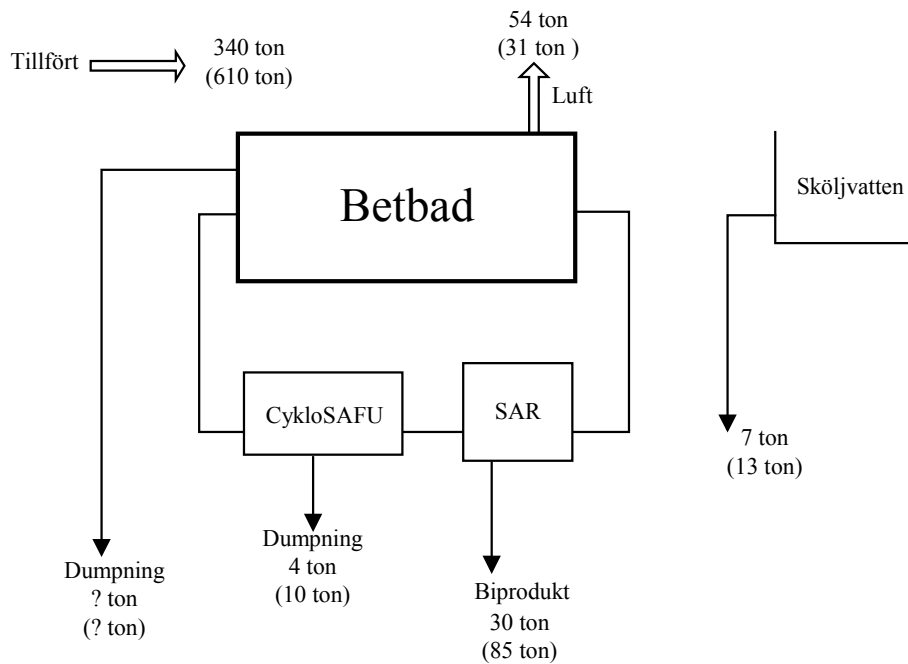 Tillfört
340 ton
(610 ton)
54 ton
(31 ton )
Luft
Betbad
Sköljvatten
CykloSAFU
SAR
7 ton
(13 ton)
Dumpning
? ton
(? ton)
Dumpning
4 ton
(10 ton)
Biprodukt
30 ton
(85 ton)